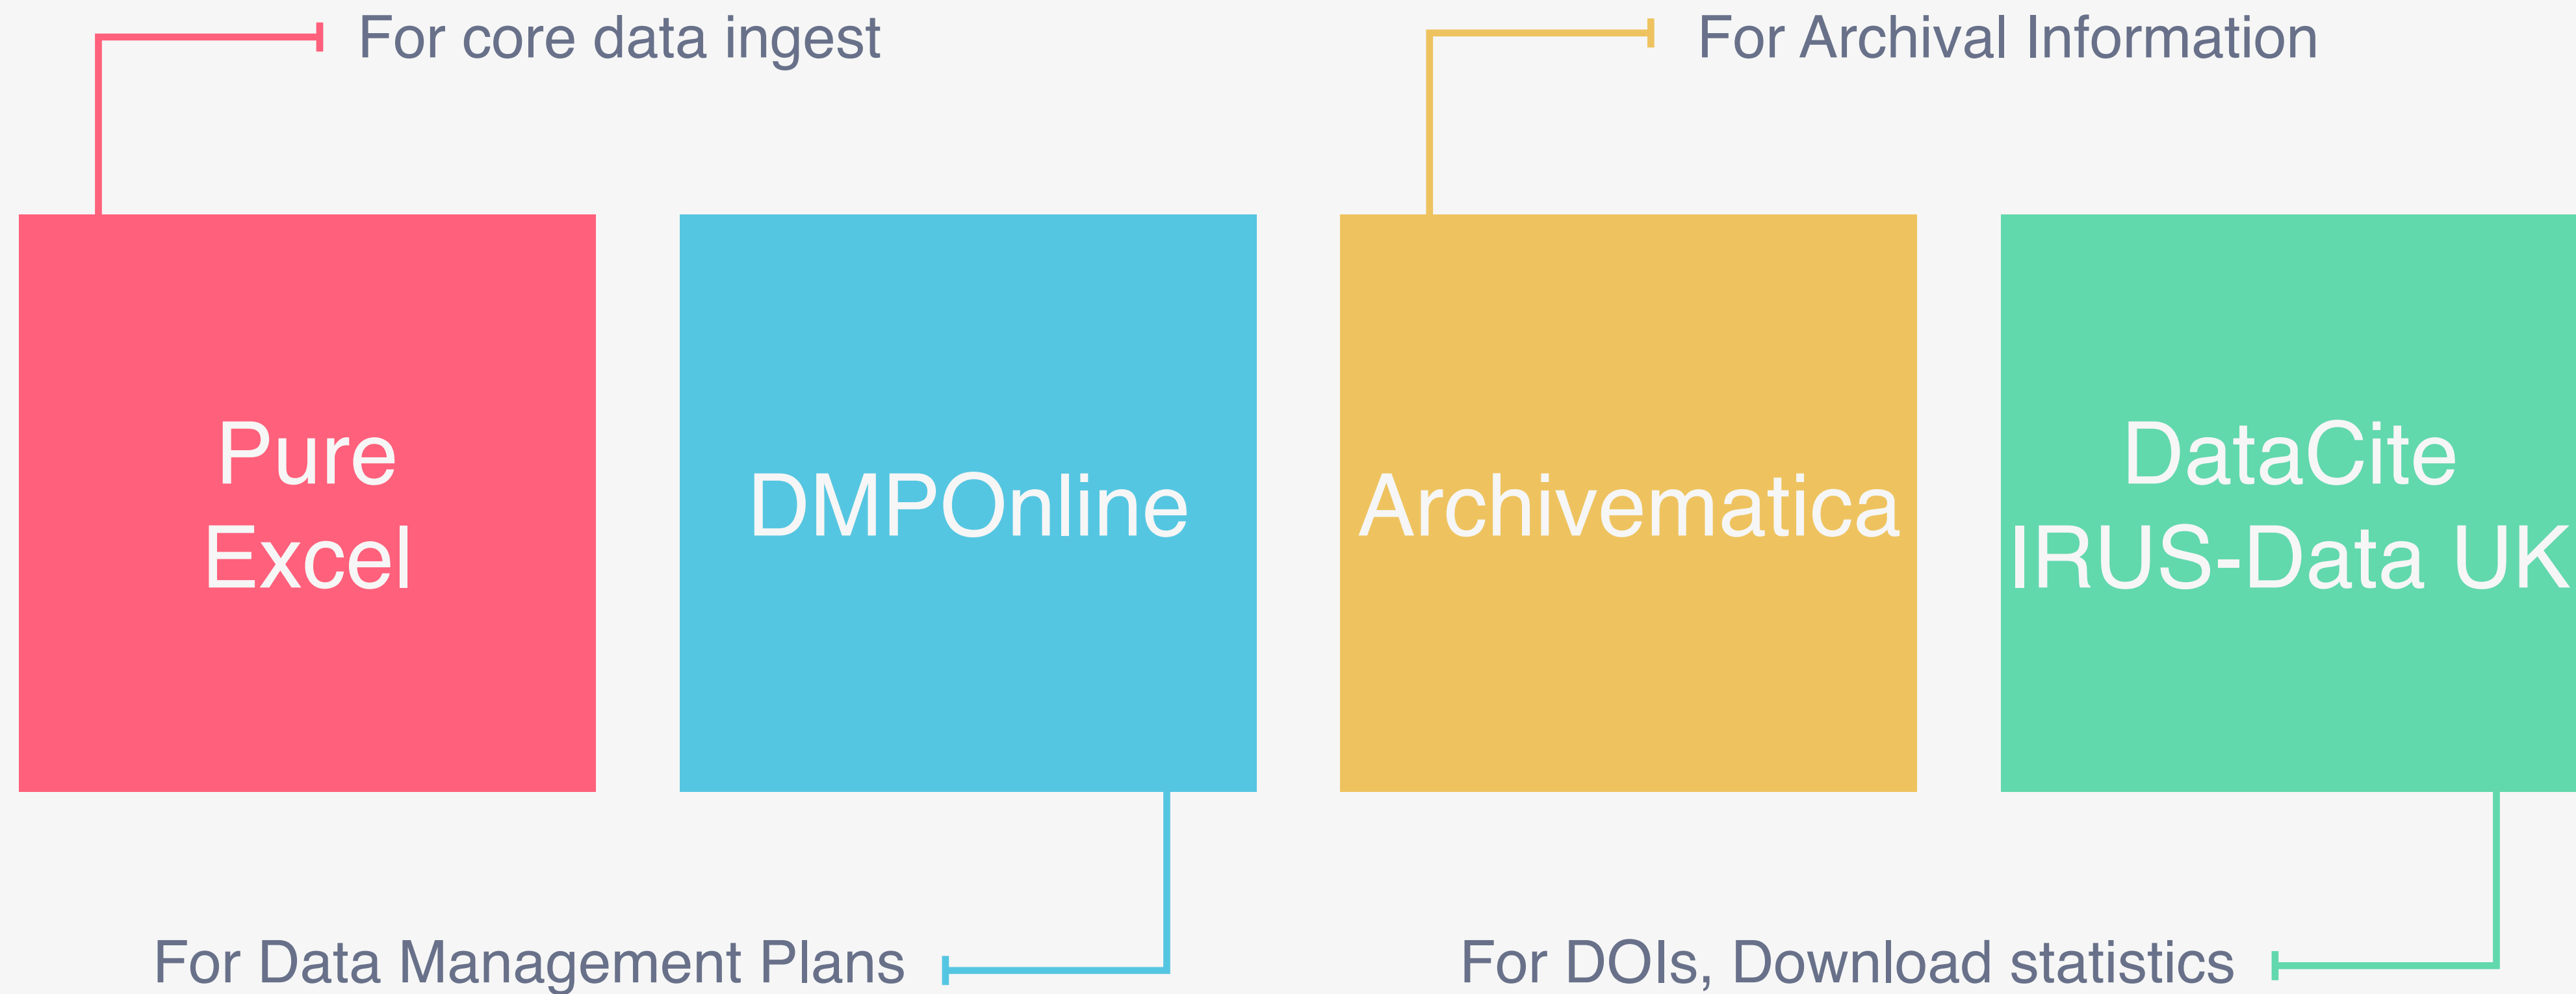 For core data ingest
For Archival Information
Pure
Excel
DMPOnline
Archivematica
DataCite
IRUS-Data UK
For Data Management Plans
For DOIs, Download statistics